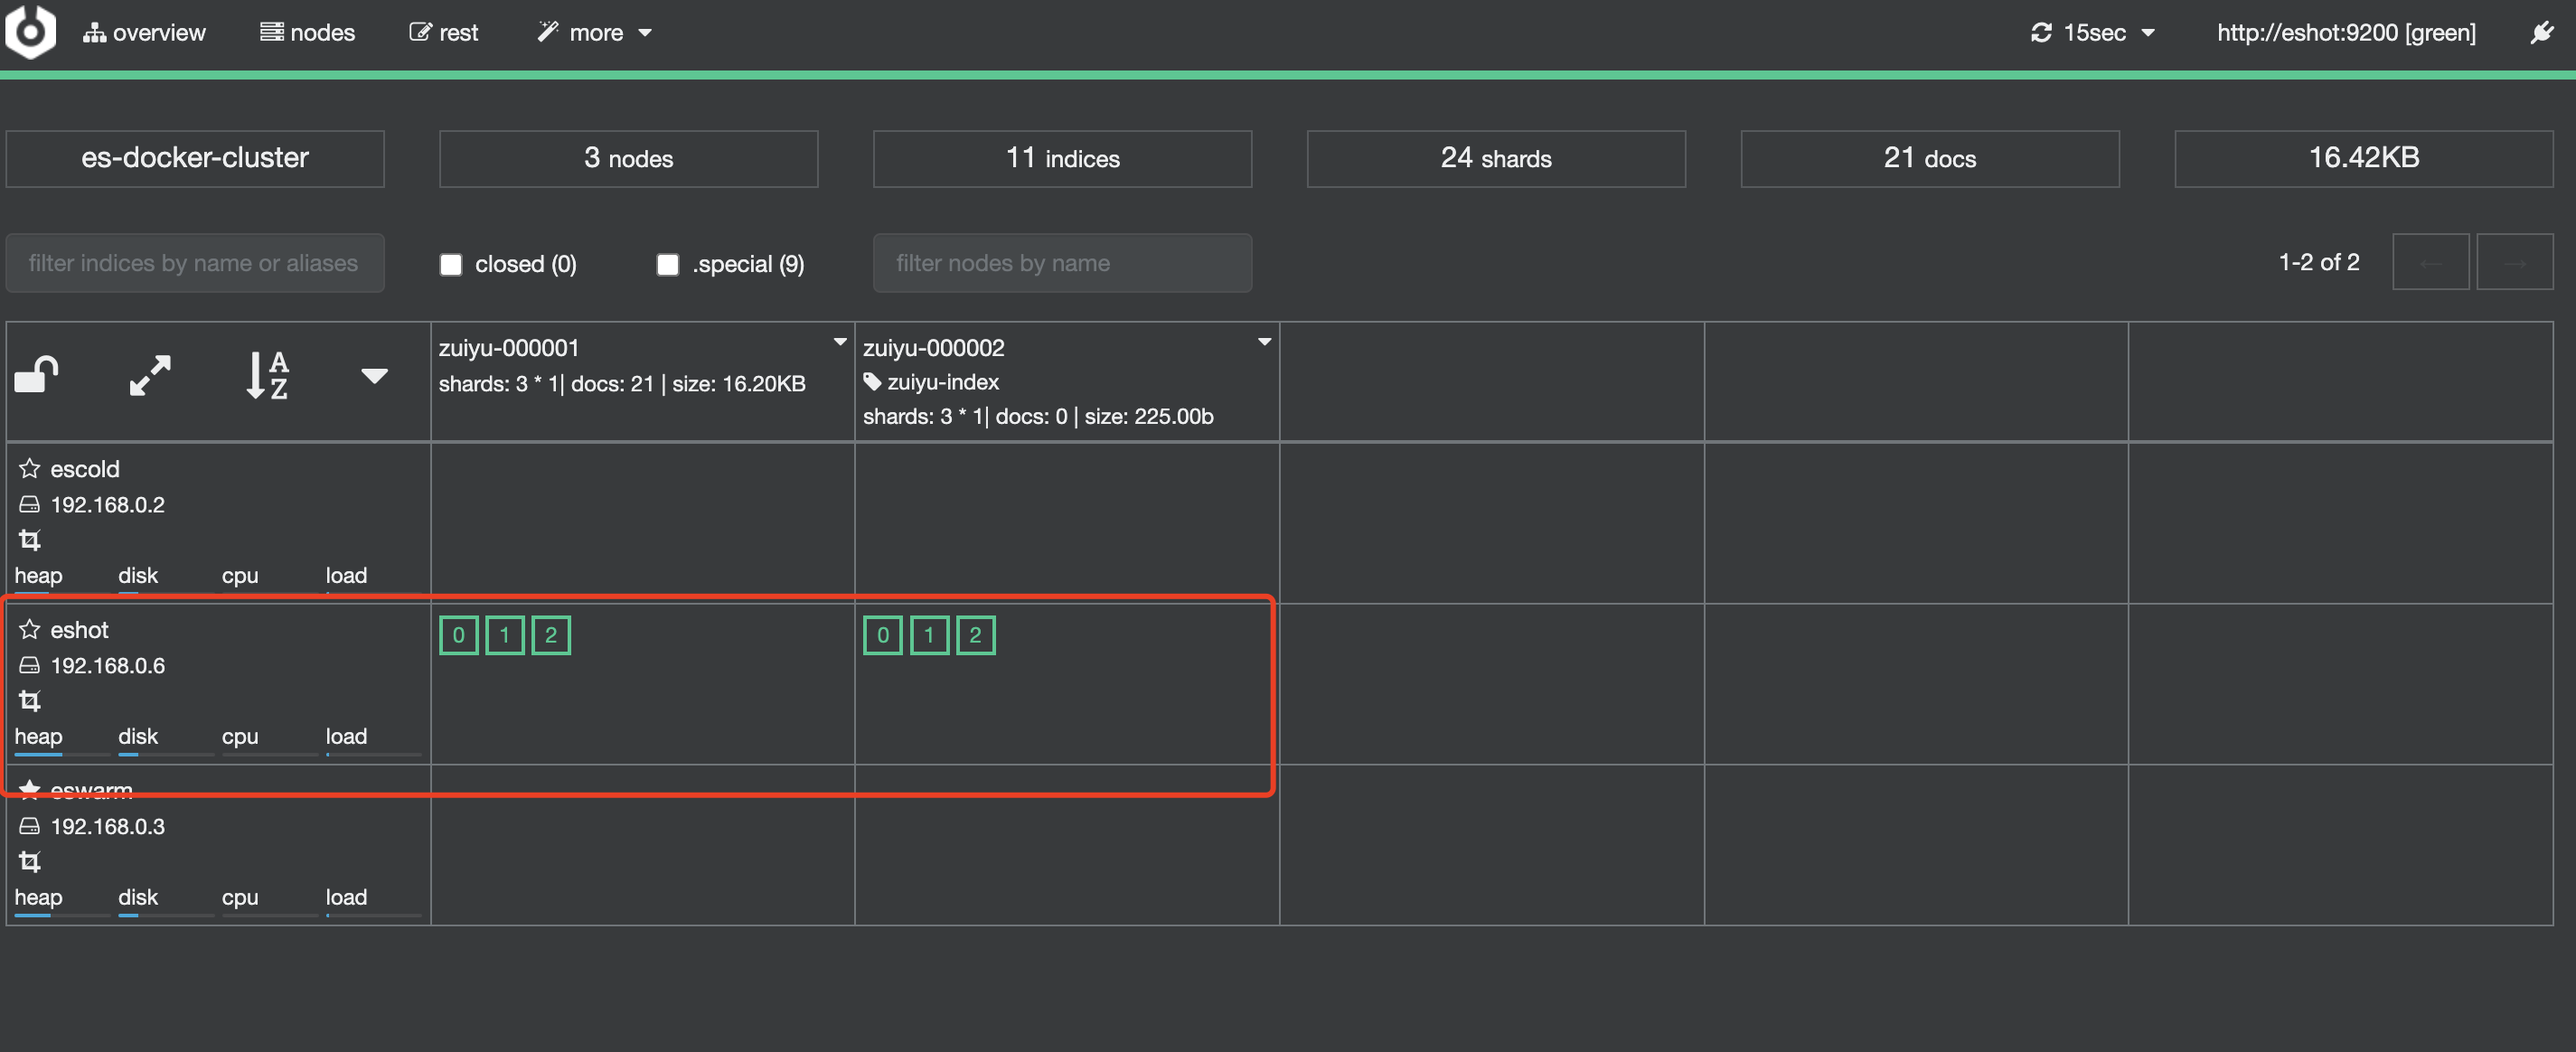 overview nodes rest more 15sec http://eshot:9200 [green]
es-docker-cluster 3 nodes 11 indices 24 shards 21 docs 16.42KB
filter indices by name or aliases closed (0) .special (9) filter nodes by name 1-2 of 2 ← →
A
Z
zuiyu-000001
shards: 3 * 1| docs: 21 | size: 16.20KB
zuiyu-000002
zuiyu-index
shards: 3 * 1| docs: 0 | size: 225.00b
escold
192.168.0.2
heap disk cpu load
eshot 0 1 2 0 1 2
192.168.0.6
heap disk cpu load
eswarm
192.168.0.3
heap disk cpu load